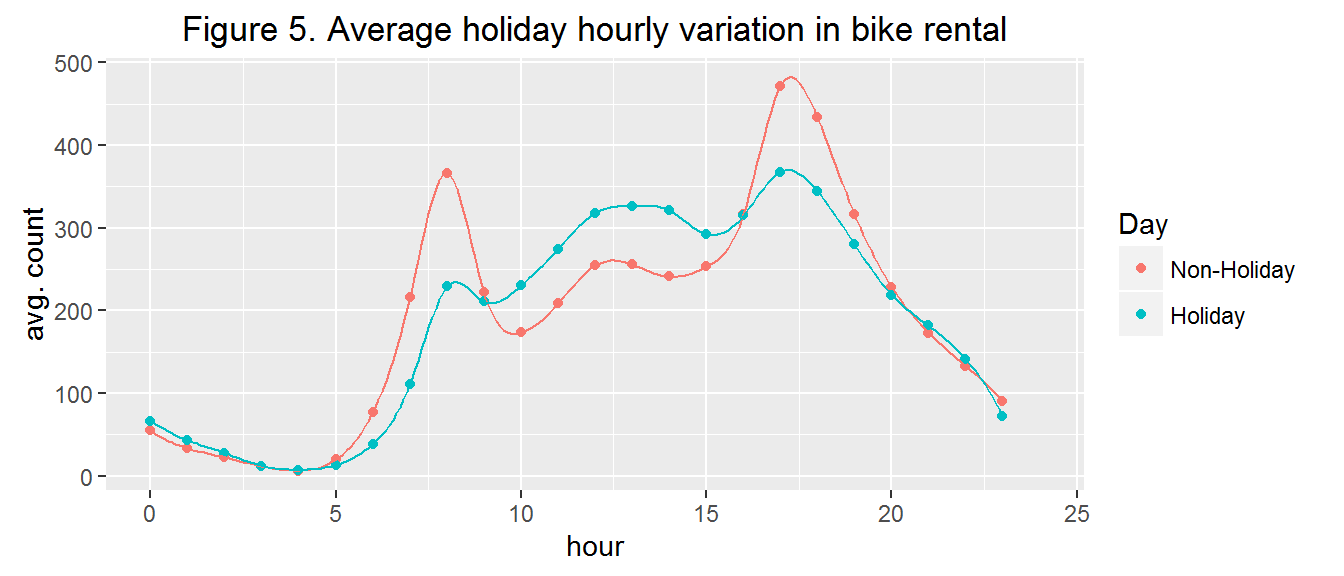 Figure 5. Average holiday hourly variation in bike rental
500
400
300
200
100
0
avg. count
0 5 10 15 20 25
hour
Day
Non-Holiday
Holiday